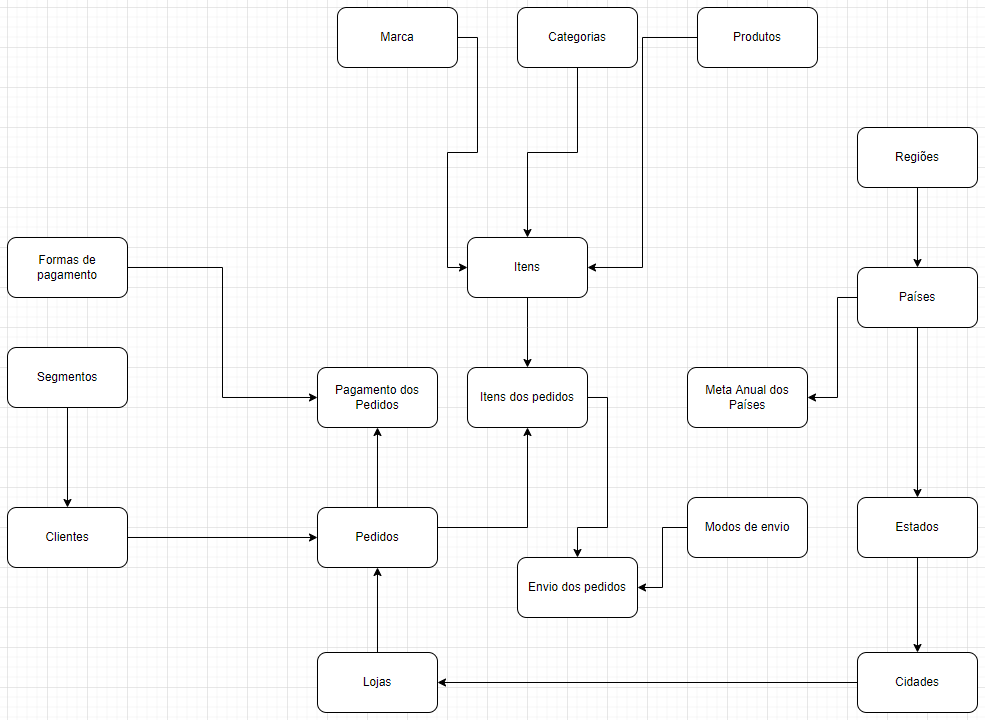 Marca
Categorias
Produtos
Regiões
Formas de
pagamento
Itens
Países
Segmentos
Pagamento dos
Pedidos
Itens dos pedidos
Meta Anual dos
Países
Clientes
Pedidos
Modos de envio
Estados
Envio dos pedidos
Lojas
Cidades